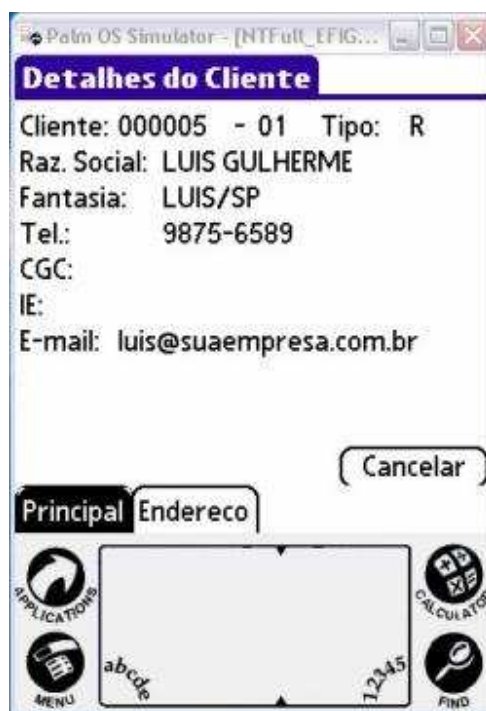 Palm OS Simulator - [NTFull_EFIG...
Detalhes do Cliente
Cliente: 000005 - 01 Tipo: R
Raz. Social: LUIS GULHERME
Fantasia: LUIS/SP
Tel.: 9875-6589
CGC:
IE:
E-mail: luis@suaempresa.com.br
Cancelar
Principal Endereco
APPLICATIONS CALCULATOR
MENU abcde 12345 FIND